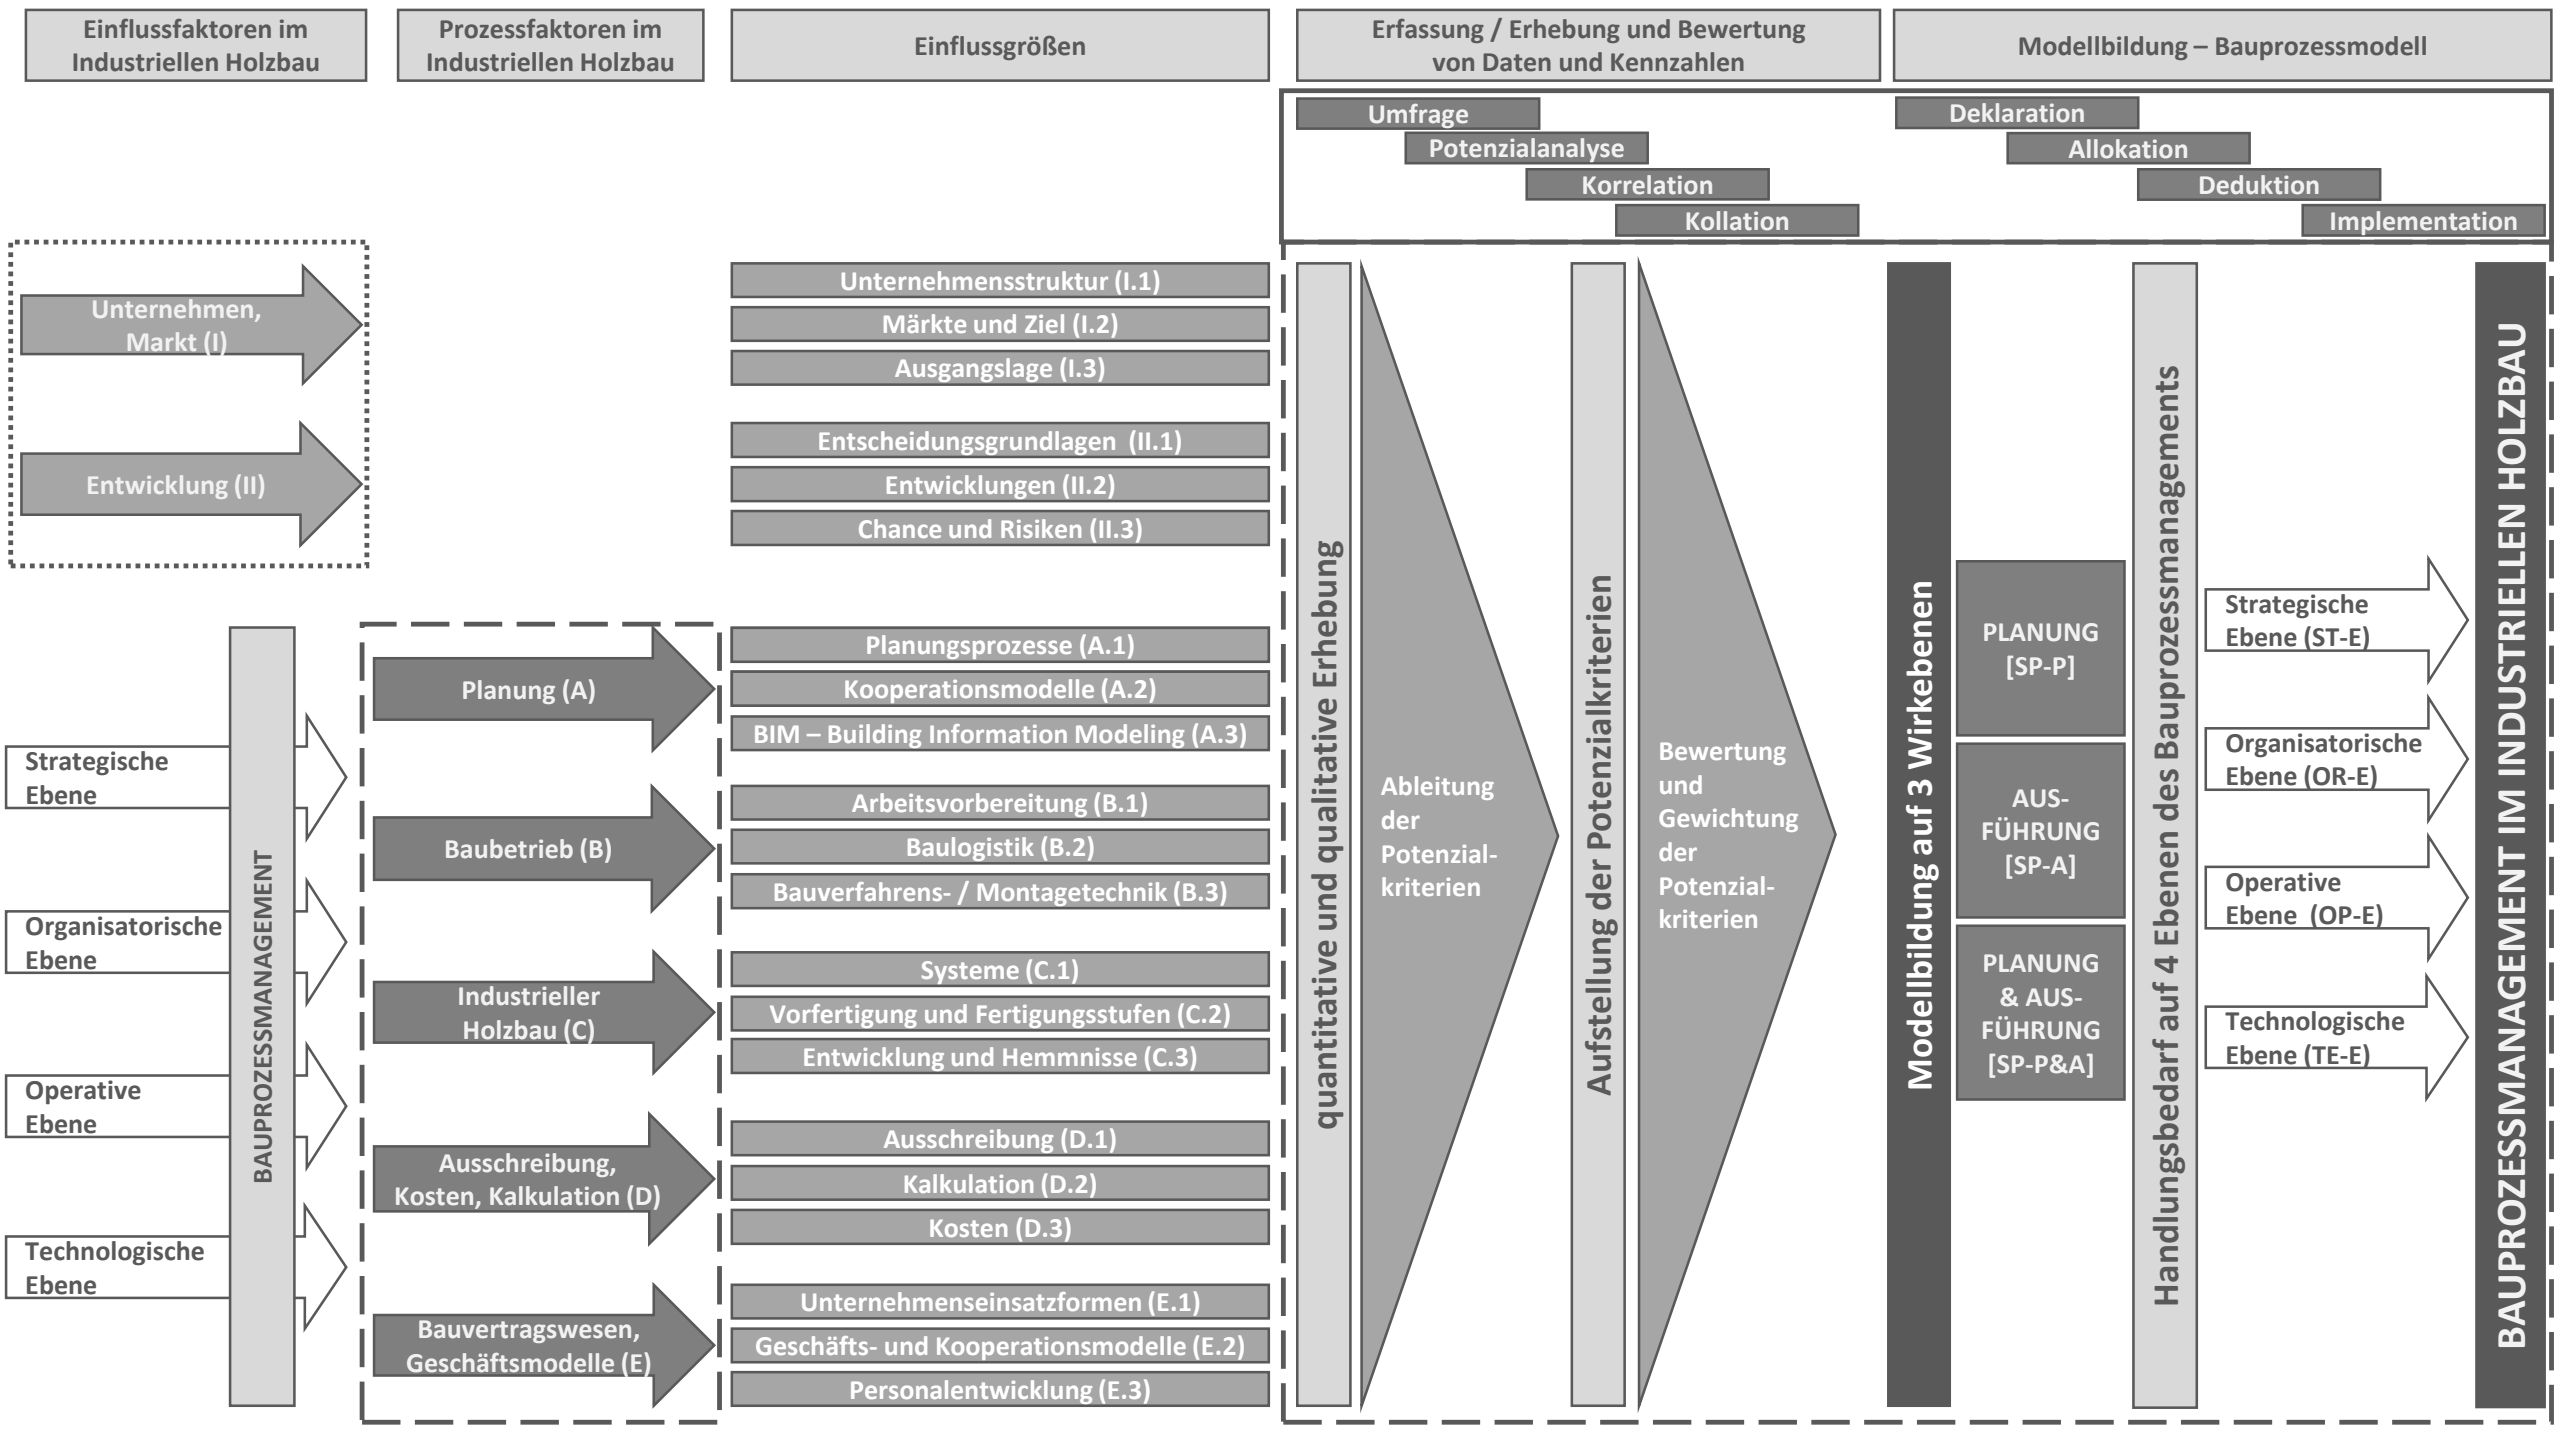 Einflussfaktoren im
Industriellen Holzbau
Prozessfaktoren im
Industriellen Holzbau
Einflussgrößen
Erfassung / Erhebung und Bewertung
von Daten und Kennzahlen
Modellbildung – Bauprozessmodell
Umfrage
Potenzialanalyse
Korrelation
Kollation
Deklaration
Allokation
Deduktion
Implementation
Unternehmen,
Markt (I)
Entwicklung (II)
Strategische
Ebene
Organisatorische
Ebene
Operative
Ebene
Technologische
Ebene
BAUPROZESSMANAGEMENT
Planung (A)
Baubetrieb (B)
Industrieller
Holzbau (C)
Ausschreibung,
Kosten, Kalkulation (D)
Bauvertragswesen,
Geschäftsmodelle (E)
Unternehmensstruktur (I.1)
Märkte und Ziel (I.2)
Ausgangslage (I.3)
Entscheidungsgrundlagen (II.1)
Entwicklungen (II.2)
Chance und Risiken (II.3)
Planungsprozesse (A.1)
Kooperationsmodelle (A.2)
BIM – Building Information Modeling (A.3)
Arbeitsvorbereitung (B.1)
Baulogistik (B.2)
Bauverfahrens- / Montagetechnik (B.3)
Systeme (C.1)
Vorfertigung und Fertigungsstufen (C.2)
Entwicklung und Hemmnisse (C.3)
Ausschreibung (D.1)
Kalkulation (D.2)
Kosten (D.3)
Unternehmenseinsatzformen (E.1)
Geschäfts- und Kooperationsmodelle (E.2)
Personalentwicklung (E.3)
quantitative und qualitative Erhebung
Ableitung
der
Potenzial-
kriterien
Aufstellung der Potenzialkriterien
Bewertung
und
Gewichtung
der
Potenzial-
kriterien
Modellbildung auf 3 Wirkebenen
PLANUNG
[SP-P]
AUS-
FÜHRUNG
[SP-A]
PLANUNG
& AUS-
FÜHRUNG
[SP-P&A]
Handlungsbedarf auf 4 Ebenen des Bauprozessmanagements
Strategische
Ebene (ST-E)
Organisatorische
Ebene (OR-E)
Operative
Ebene (OP-E)
Technologische
Ebene (TE-E)
BAUPROZESSMANAGEMENT IM INDUSTRIELLEN HOLZBAU